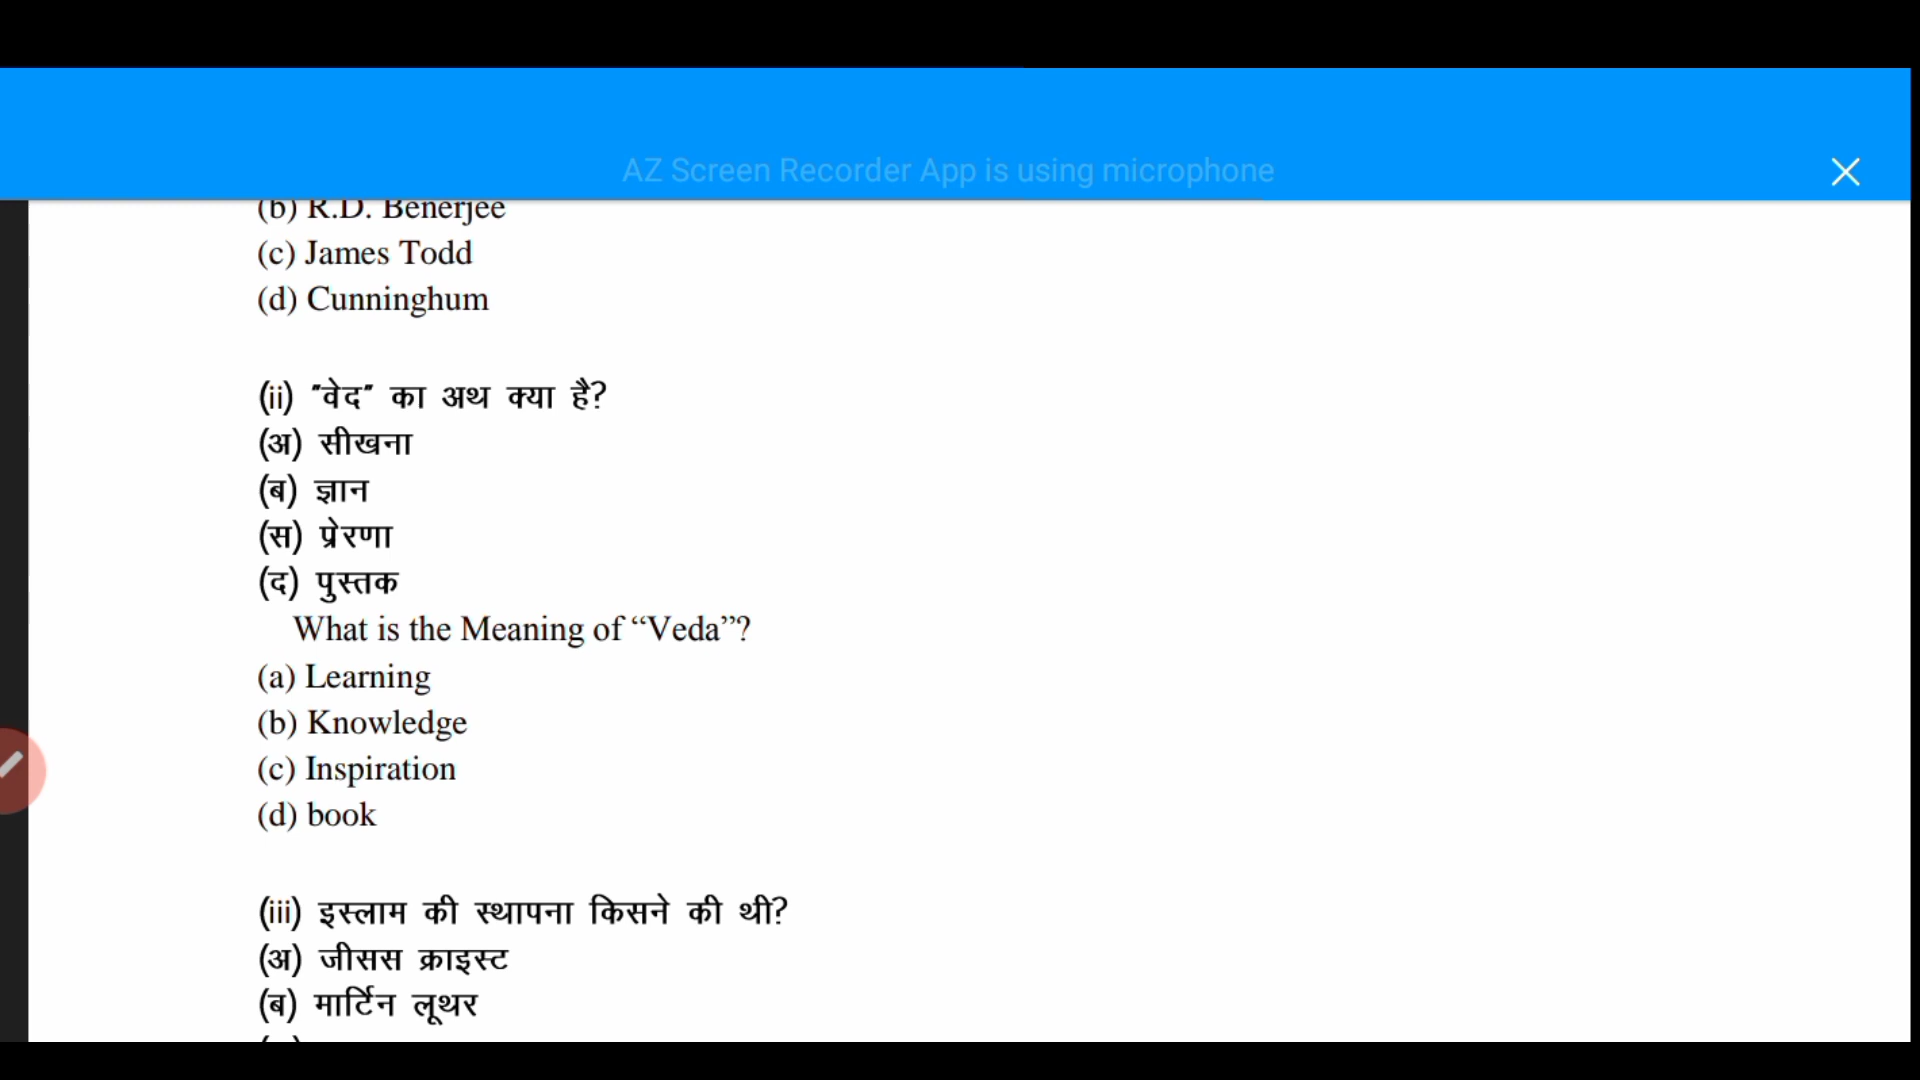 AZ Screen Recorder App is using microphone
(b) R.D. Benerjee
(c) James Todd
(d) Cunninghum
(ii) "वेद" का अथ क्या है?
(अ) सीखना
(ब) ज्ञान
(स) प्रेरणा
(द) पुस्तक
What is the Meaning of “Veda”?
(a) Learning
(b) Knowledge
(c) Inspiration
(d) book
(iii) इस्लाम की स्थापना किसने की थी?
(अ) जीसस क्राइस्ट
(ब) मार्टिन लूथर